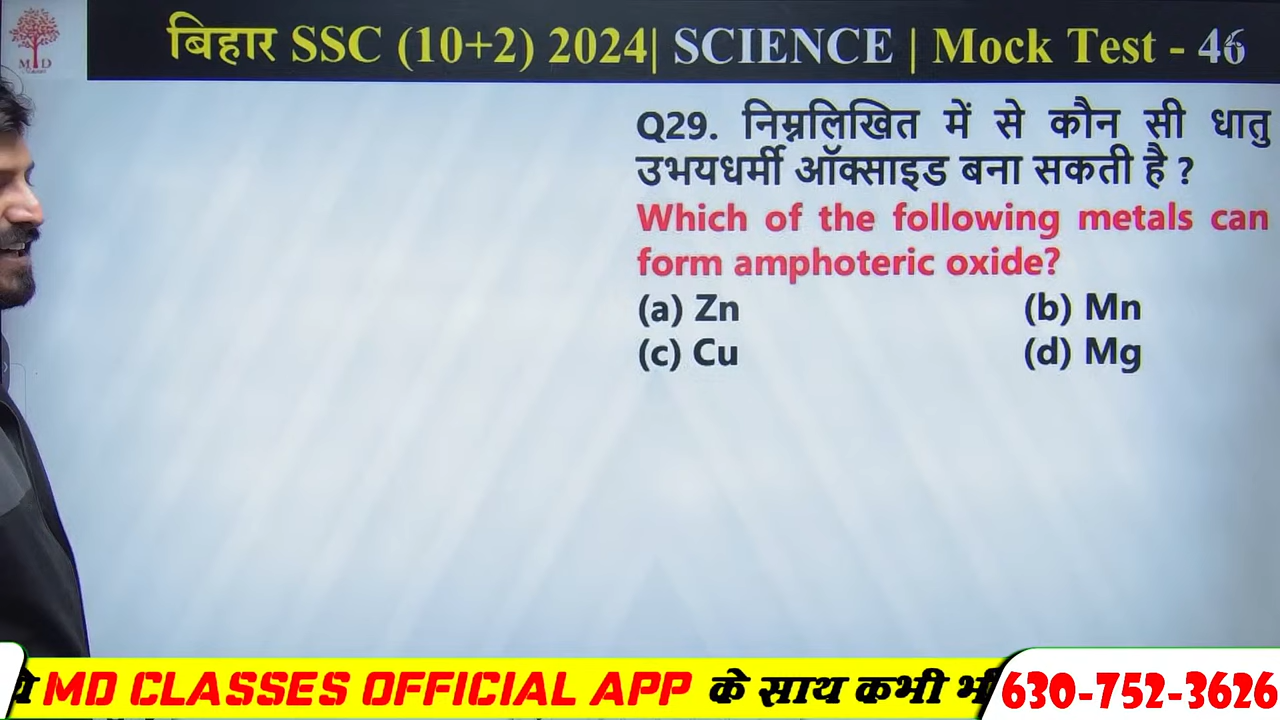 बिहार SSC (10+2) 2024| SCIENCE | Mock Test - 46
M D
Q29. निम्नलिखित में से कौन सी धातु
उभयधर्मी ऑक्साइड बना सकती है ?
Which of the following metals can
form amphoteric oxide?
(a) Zn (b) Mn
(c) Cu (d) Mg
MD CLASSES OFFICIAL APP के साथ कभी भी
630-752-3626